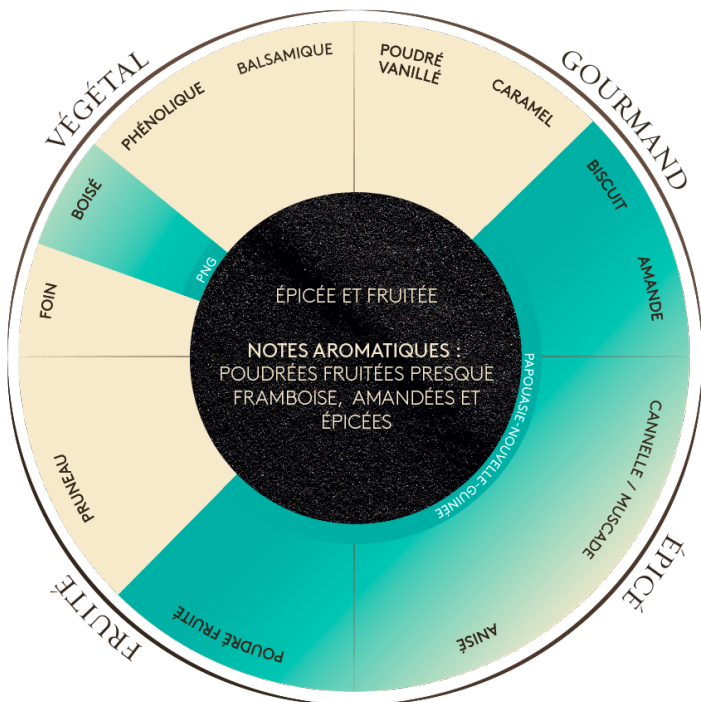 VÉGÉTAL
GOURMAND
ÉPICÉ
FRUITÉ
BALSAMIQUE
PHÉNOLIQUE
BOISÉ
FOIN
PRUNEAU
POUDRÉ FRUITÉ
ANISÉ
CANNELLE / MUSCADE
AMANDE
BISCUIT
CARAMEL
POUDRÉ
VANILLÉ
PNG
PAPOUASIE-NOUVELLE-GUINÉE
ÉPICÉE ET FRUITÉE
NOTES AROMATIQUES :
POUDRÉES FRUITÉES PRESQUE
FRAMBOISE, AMANDÉES ET
ÉPICÉES